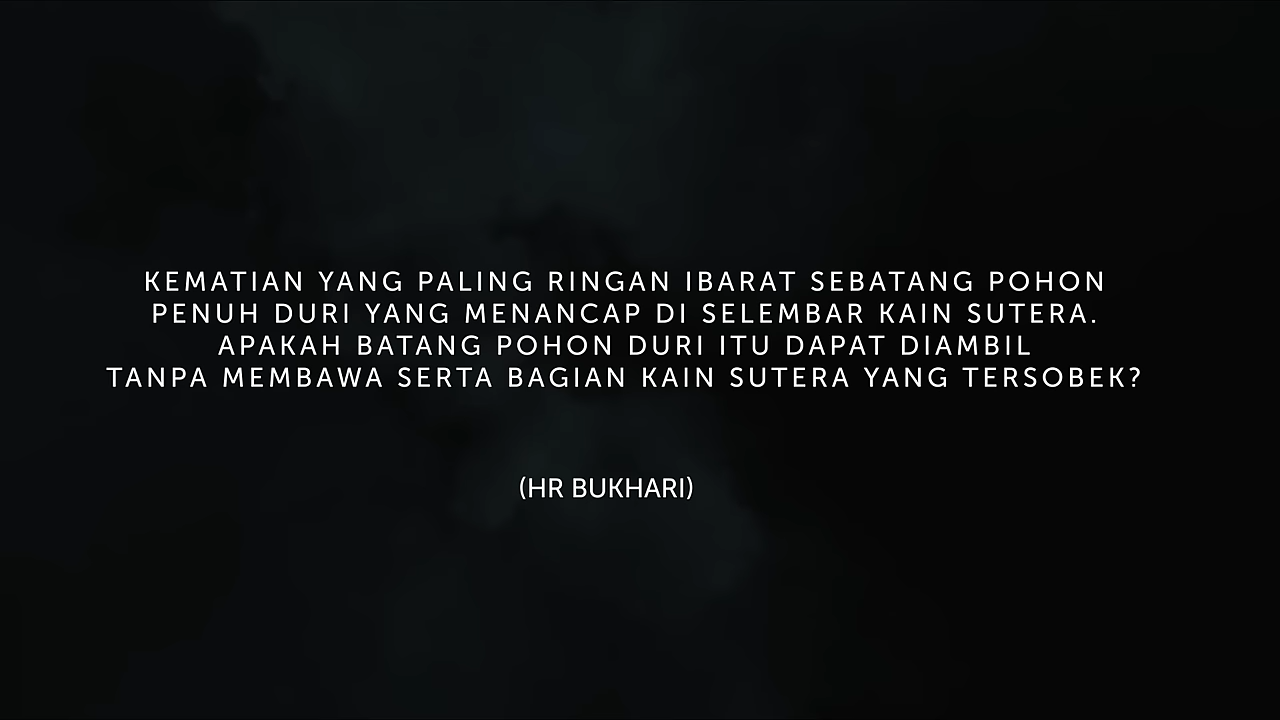 KEMATIAN YANG PALING RINGAN IBARAT SEBATANG POHON
PENUH DURI YANG MENANCAP DI SELEMBAR KAIN SUTERA.
APAKAH BATANG POHON DURI ITU DAPAT DIAMBIL
TANPA MEMBAWA SERTA BAGIAN KAIN SUTERA YANG TERSOBEK?
(HR BUKHARI)